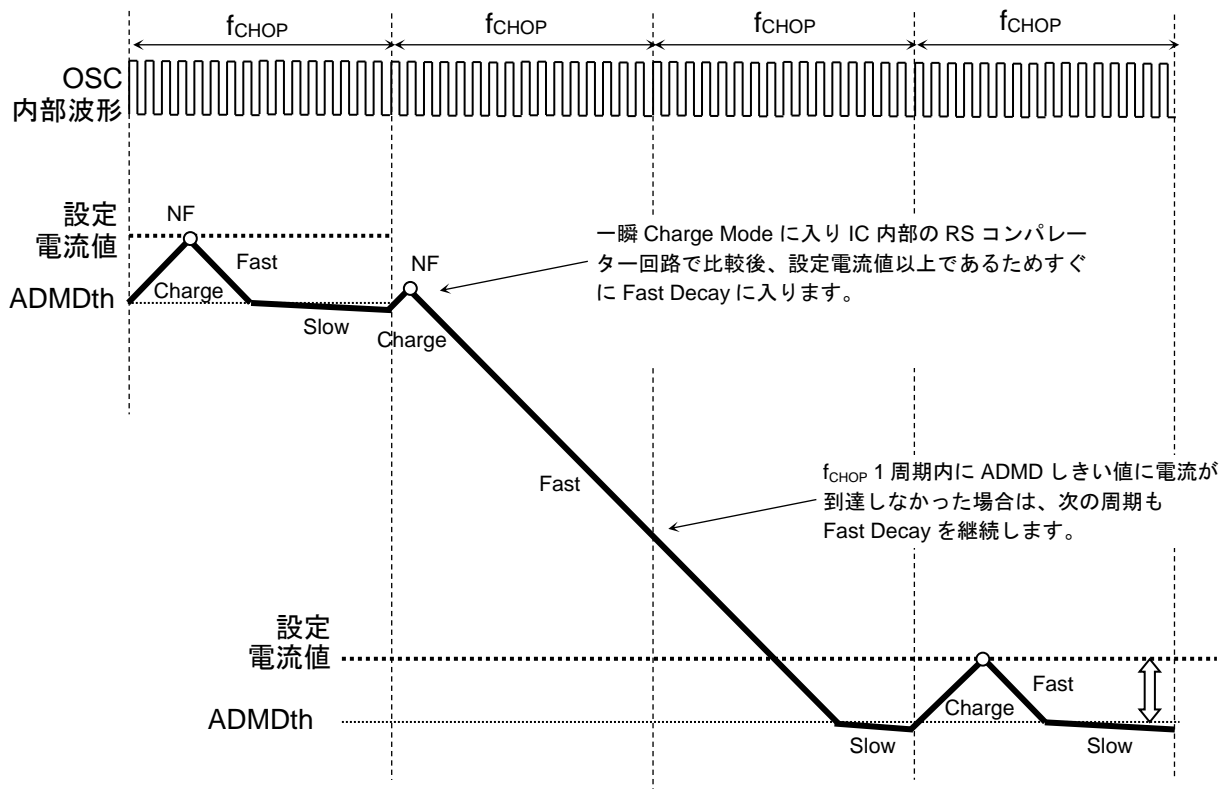 fCHOP fCHOP fCHOP fCHOP
OSC
内部波形
設定
電流値
NF
Fast
ADMDth
Charge
Slow
NF
Charge
一瞬 Charge Mode に入り IC 内部の RS コンパレー
ター回路で比較後、設定電流値以上であるためすぐ
に Fast Decay に入ります。
Fast
fCHOP 1 周期内に ADMD しきい値に電流が
到達しなかった場合は、次の周期も
Fast Decay を継続します。
設定
電流値
ADMDth
Slow
Charge
Fast
Slow